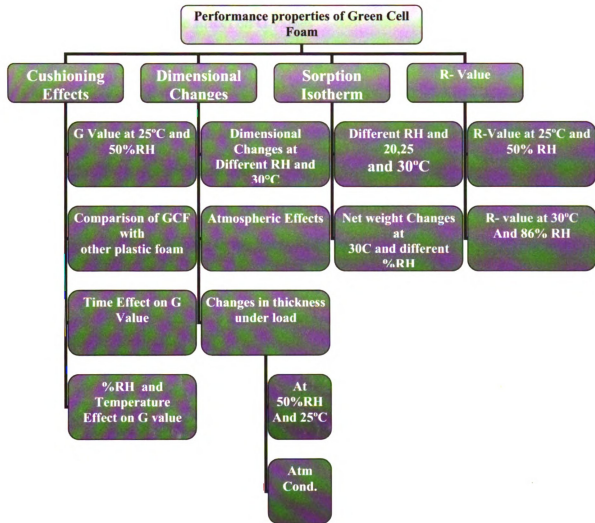 Performance properties of Green Cell
Foam
Cushioning
Effects
Dimensional
Changes
Sorption
Isotherm
R- Value
G Value at 25ºC and
50%RH
Dimensional
Changes at
Different RH and
30°C
Different RH and
20,25
and 30ºC
R-Value at 25ºC and
50% RH
Comparison of GCF
with
other plastic foam
Atmospheric Effects
Net weight Changes
at
30C and different
%RH
R- value at 30ºC
And 86% RH
Time Effect on G
Value
Changes in thickness
under load
%RH and
Temperature
Effect on G value
At
50%RH
And 25ºC
Atm
Cond.